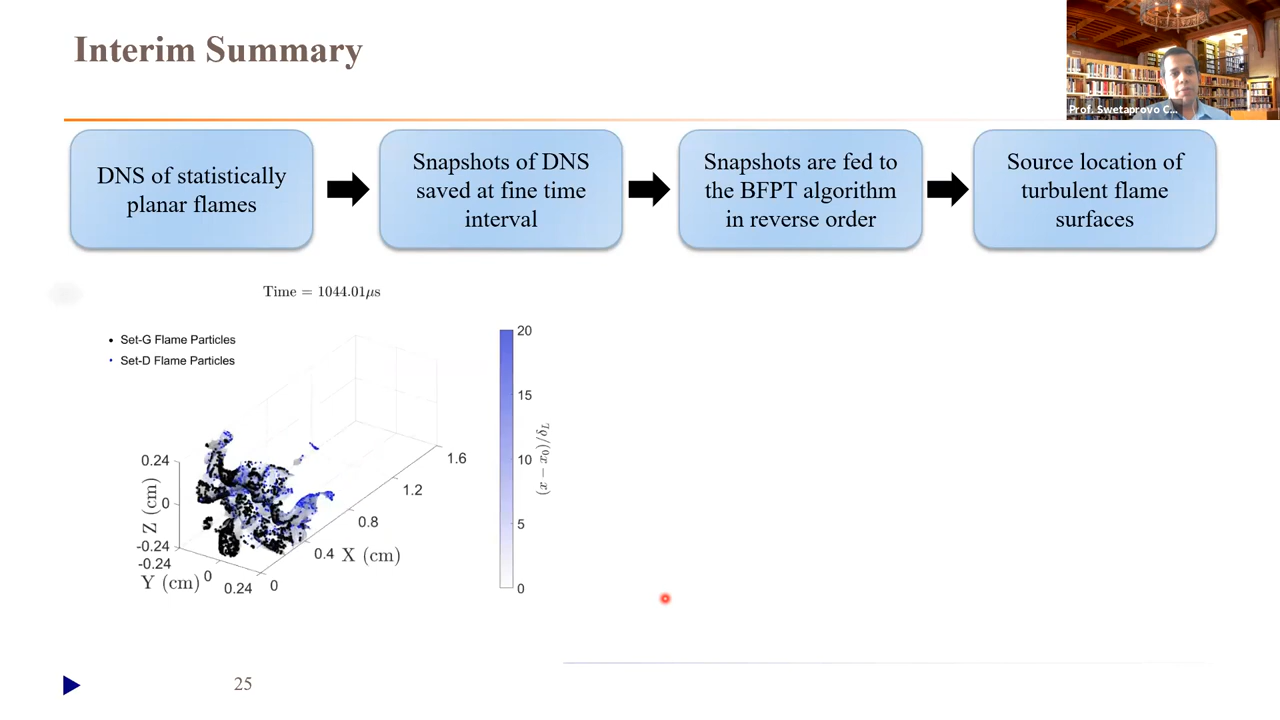 Interim Summary
Prof. Swetaprovo C...
DNS of statistically
planar flames
Snapshots of DNS
saved at fine time
interval
Snapshots are fed to
the BFPT algorithm
in reverse order
Source location of
turbulent flame
surfaces
Time = 1044.01μs
Set-G Flame Particles
Set-D Flame Particles
20
15
10
5
0
(x − x₀)/δ_L
1.6
1.2
0.8
0.4
0
X (cm)
0.24
0
-0.24
Z (cm)
-0.24
0
0.24
Y (cm)
25